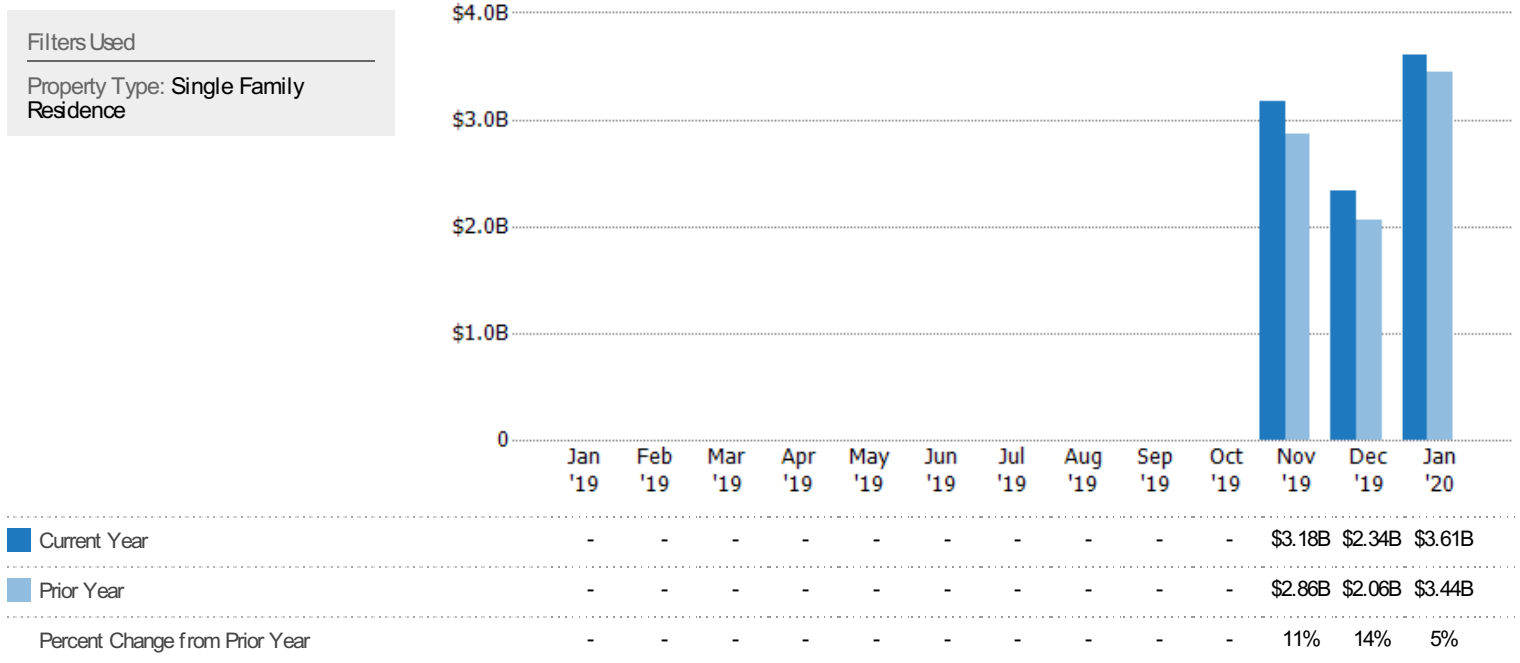 Filters Used
Property Type: Single Family
Residence
$4.0B
$3.0B
$2.0B
$1.0B
0
Jan Feb Mar Apr May Jun Jul Aug Sep Oct Nov Dec Jan
'19 '19 '19 '19 '19 '19 '19 '19 '19 '19 '19 '19 '20
Current Year - - - - - - - - - - $3.18B $2.34B $3.61B
Prior Year - - - - - - - - - - $2.86B $2.06B $3.44B
Percent Change from Prior Year - - - - - - - - - - 11% 14% 5%